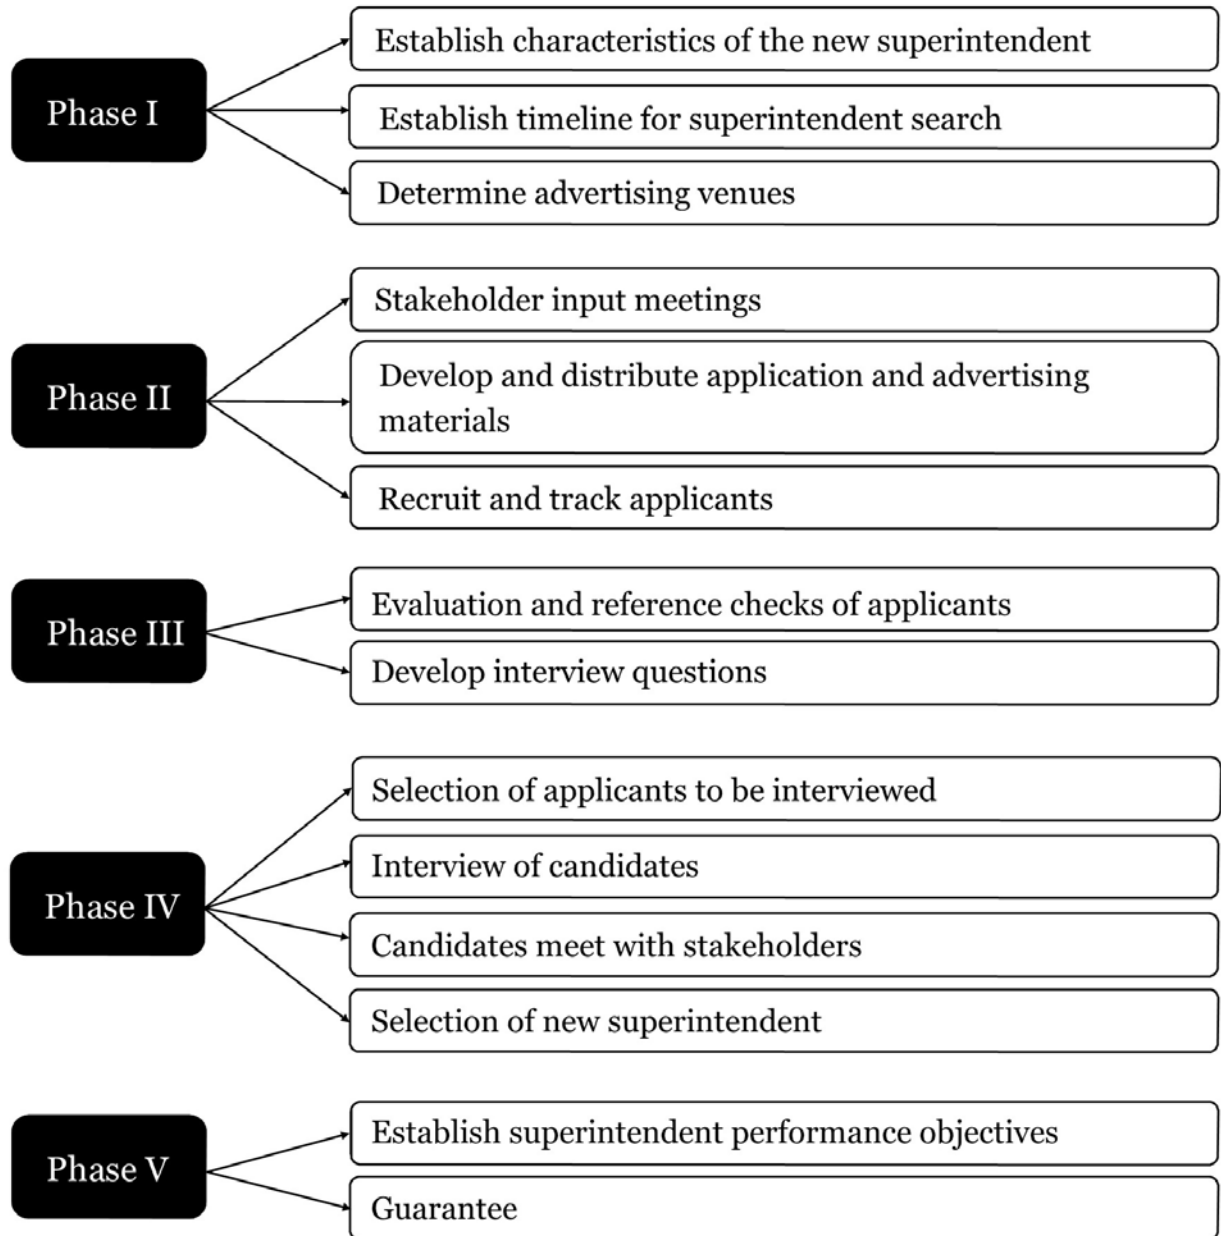 Phase I
Establish characteristics of the new superintendent
Establish timeline for superintendent search
Determine advertising venues
Phase II
Stakeholder input meetings
Develop and distribute application and advertising
materials
Recruit and track applicants
Phase III
Evaluation and reference checks of applicants
Develop interview questions
Phase IV
Selection of applicants to be interviewed
Interview of candidates
Candidates meet with stakeholders
Selection of new superintendent
Phase V
Establish superintendent performance objectives
Guarantee